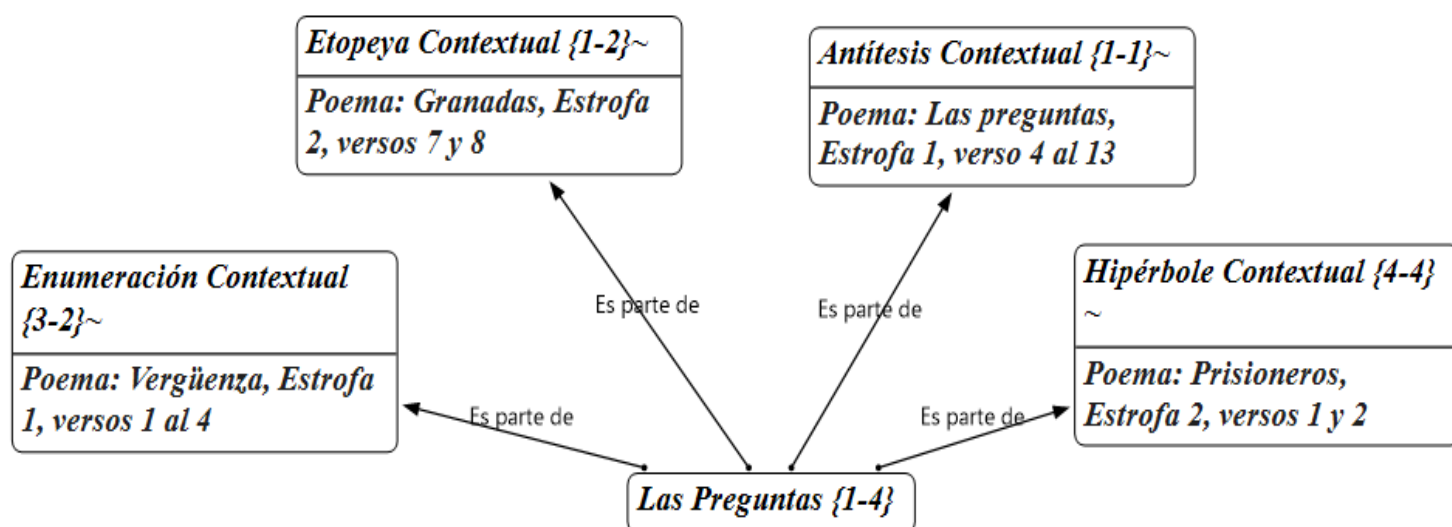 Etopeya Contextual {1-2}~
Poema: Granadas, Estrofa
2, versos 7 y 8
Antítesis Contextual {1-1}~
Poema: Las preguntas,
Estrofa 1, verso 4 al 13
Enumeración Contextual
{3-2}~
Poema: Vergüenza, Estrofa
1, versos 1 al 4
Hipérbole Contextual {4-4}
~
Poema: Prisioneros,
Estrofa 2, versos 1 y 2
Es parte de
Es parte de
Es parte de
Es parte de
Las Preguntas {1-4}